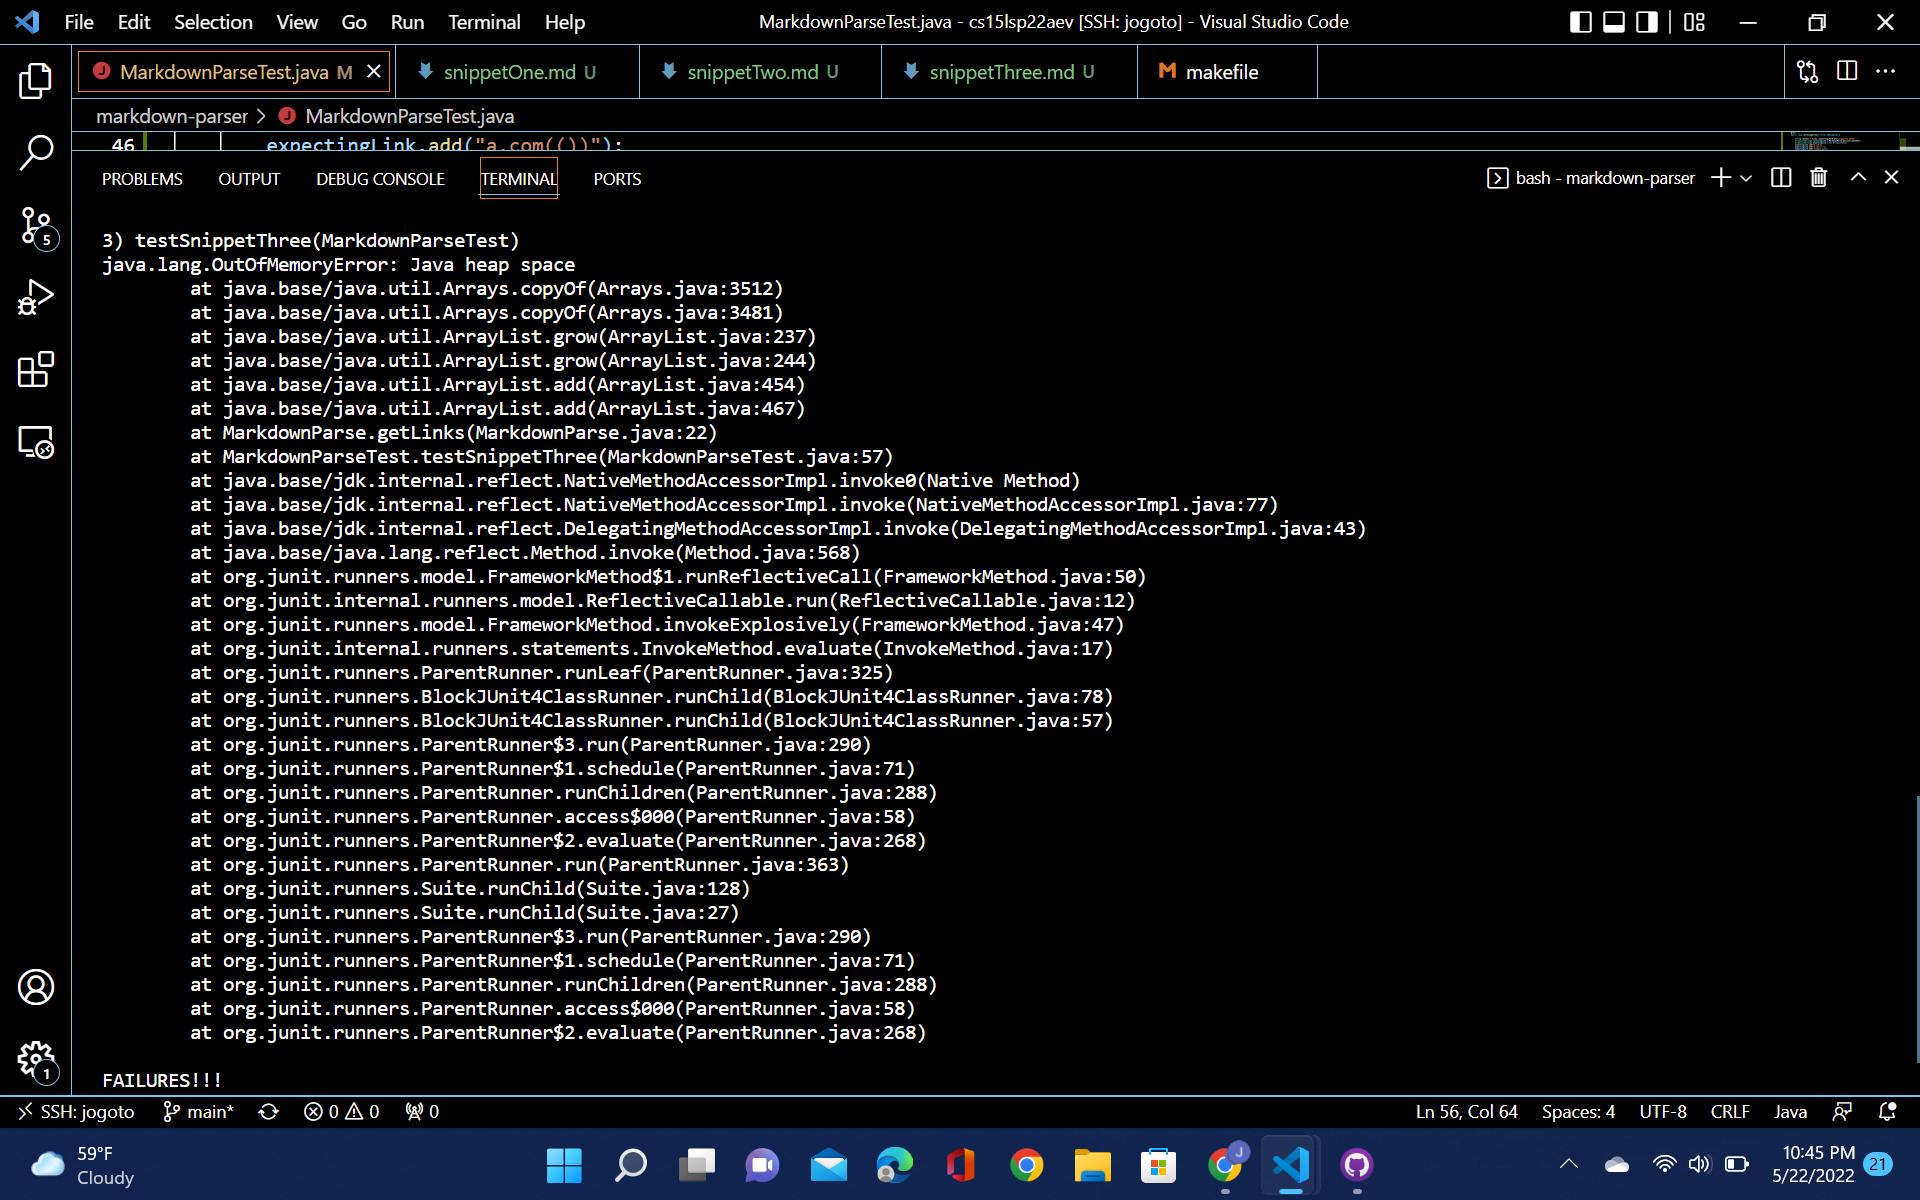 File Edit Selection View Go Run Terminal Help
MarkdownParseTest.java - cs15lsp22aev [SSH: jogoto] - Visual Studio Code
MarkdownParseTest.java M
snippetOne.md U
snippetTwo.md U
snippetThree.md U
makefile
markdown-parser > MarkdownParseTest.java
46 expectingLink.add("a.com(())");
PROBLEMS OUTPUT DEBUG CONSOLE TERMINAL PORTS
bash - markdown-parser
3) testSnippetThree(MarkdownParseTest)
java.lang.OutOfMemoryError: Java heap space
at java.base/java.util.Arrays.copyOf(Arrays.java:3512)
at java.base/java.util.Arrays.copyOf(Arrays.java:3481)
at java.base/java.util.ArrayList.grow(ArrayList.java:237)
at java.base/java.util.ArrayList.grow(ArrayList.java:244)
at java.base/java.util.ArrayList.add(ArrayList.java:454)
at java.base/java.util.ArrayList.add(ArrayList.java:467)
at MarkdownParse.getLinks(MarkdownParse.java:22)
at MarkdownParseTest.testSnippetThree(MarkdownParseTest.java:57)
at java.base/jdk.internal.reflect.NativeMethodAccessorImpl.invoke0(Native Method)
at java.base/jdk.internal.reflect.NativeMethodAccessorImpl.invoke(NativeMethodAccessorImpl.java:77)
at java.base/jdk.internal.reflect.DelegatingMethodAccessorImpl.invoke(DelegatingMethodAccessorImpl.java:43)
at java.base/java.lang.reflect.Method.invoke(Method.java:568)
at org.junit.runners.model.FrameworkMethod$1.runReflectiveCall(FrameworkMethod.java:50)
at org.junit.internal.runners.model.ReflectiveCallable.run(ReflectiveCallable.java:12)
at org.junit.runners.model.FrameworkMethod.invokeExplosively(FrameworkMethod.java:47)
at org.junit.internal.runners.statements.InvokeMethod.evaluate(InvokeMethod.java:17)
at org.junit.runners.ParentRunner.runLeaf(ParentRunner.java:325)
at org.junit.runners.BlockJUnit4ClassRunner.runChild(BlockJUnit4ClassRunner.java:78)
at org.junit.runners.BlockJUnit4ClassRunner.runChild(BlockJUnit4ClassRunner.java:57)
at org.junit.runners.ParentRunner$3.run(ParentRunner.java:290)
at org.junit.runners.ParentRunner$1.schedule(ParentRunner.java:71)
at org.junit.runners.ParentRunner.runChildren(ParentRunner.java:288)
at org.junit.runners.ParentRunner.access$000(ParentRunner.java:58)
at org.junit.runners.ParentRunner$2.evaluate(ParentRunner.java:268)
at org.junit.runners.ParentRunner.run(ParentRunner.java:363)
at org.junit.runners.Suite.runChild(Suite.java:128)
at org.junit.runners.Suite.runChild(Suite.java:27)
at org.junit.runners.ParentRunner$3.run(ParentRunner.java:290)
at org.junit.runners.ParentRunner$1.schedule(ParentRunner.java:71)
at org.junit.runners.ParentRunner.runChildren(ParentRunner.java:288)
at org.junit.runners.ParentRunner.access$000(ParentRunner.java:58)
at org.junit.runners.ParentRunner$2.evaluate(ParentRunner.java:268)
FAILURES!!!
5
1
SSH: jogoto main* 0 0 0
Ln 56, Col 64 Spaces: 4 UTF-8 CRLF Java
59°F
Cloudy
10:45 PM
5/22/2022
21